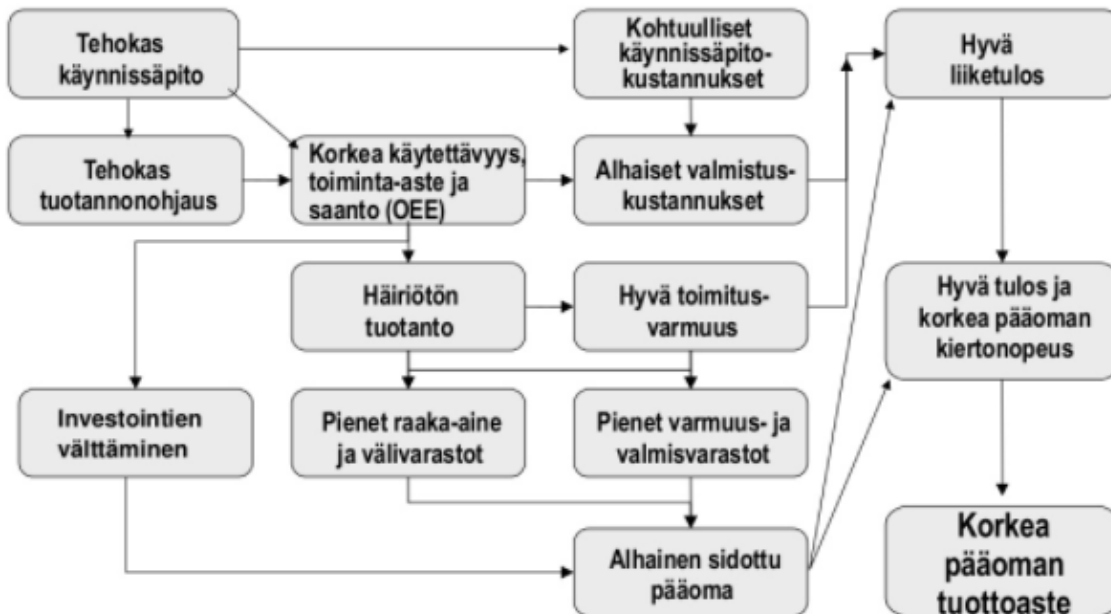 Tehokas
käynnissäpito
Kohtuulliset
käynnissäpito-
kustannukset
Hyvä
liiketulos
Tehokas
tuotannonohjaus
Korkea käytettävyys,
toiminta-aste ja
saanto (OEE)
Alhaiset valmistus-
kustannukset
Häiriötön
tuotanto
Hyvä toimitus-
varmuus
Hyvä tulos ja
korkea pääoman
kiertonopeus
Investointien
välttäminen
Pienet raaka-aine
ja välivarastot
Pienet varmuus- ja
valmisvarastot
Alhainen sidottu
pääoma
Korkea
pääoman
tuottoaste